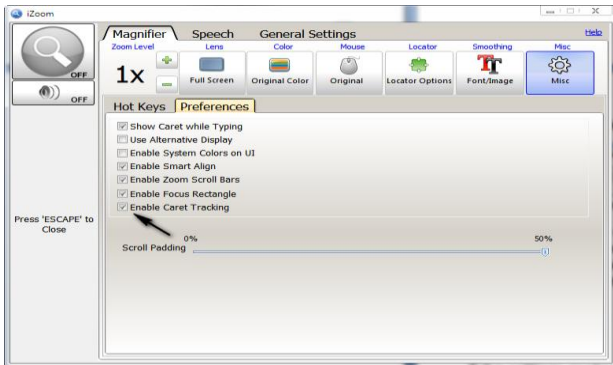 iZoom
Magnifier Speech General Settings Help
Zoom Level Lens Color Mouse Locator Smoothing Misc
1x Full Screen Original Color Original Locator Options Font/Image Misc
OFF
OFF
Hot Keys Preferences
Show Caret while Typing
Use Alternative Display
Enable System Colors on UI
Enable Smart Align
Enable Zoom Scroll Bars
Enable Focus Rectangle
Enable Caret Tracking
Press 'ESCAPE' to
Close
0% 50%
Scroll Padding